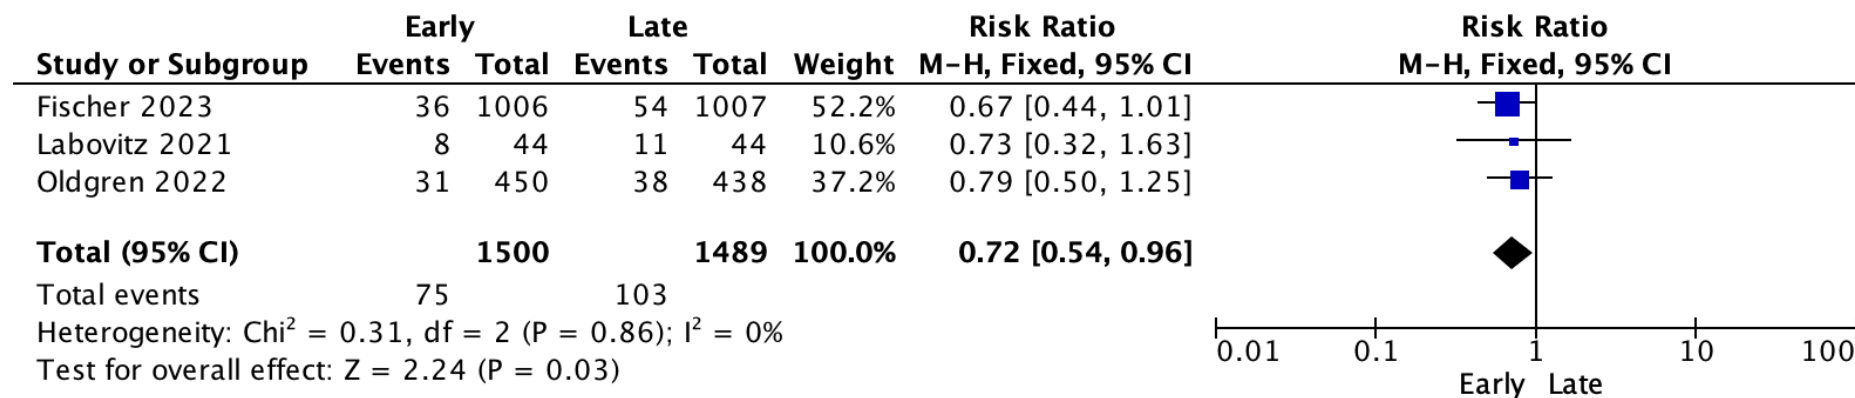 Early Late Risk Ratio Risk Ratio
Study or Subgroup Events Total Events Total Weight M-H, Fixed, 95% CI M-H, Fixed, 95% CI
Fischer 2023 36 1006 54 1007 52.2% 0.67 [0.44, 1.01]
Labovitz 2021 8 44 11 44 10.6% 0.73 [0.32, 1.63]
Oldgren 2022 31 450 38 438 37.2% 0.79 [0.50, 1.25]
Total (95% CI) 1500 1489 100.0% 0.72 [0.54, 0.96]
Total events 75 103
Heterogeneity: Chi² = 0.31, df = 2 (P = 0.86); I² = 0%
Test for overall effect: Z = 2.24 (P = 0.03)
0.01 0.1 1 10 100
Early Late